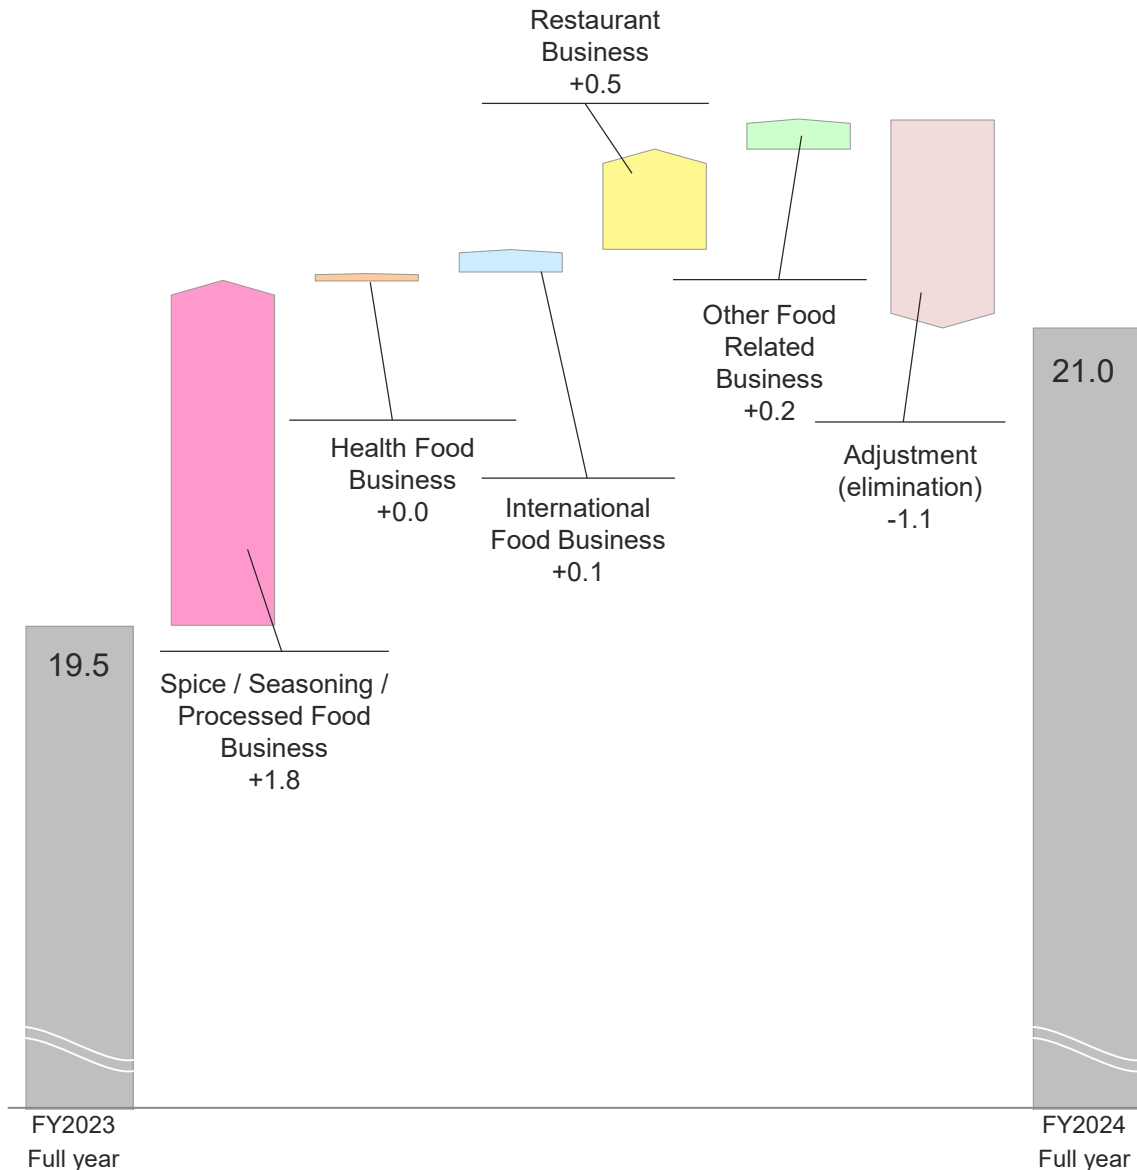 Restaurant
Business
+0.5
Other Food
Related
Business
+0.2
21.0
Health Food
Business
+0.0
Adjustment
(elimination)
-1.1
International
Food Business
+0.1
19.5
Spice / Seasoning /
Processed Food
Business
+1.8
FY2023
Full year
FY2024
Full year